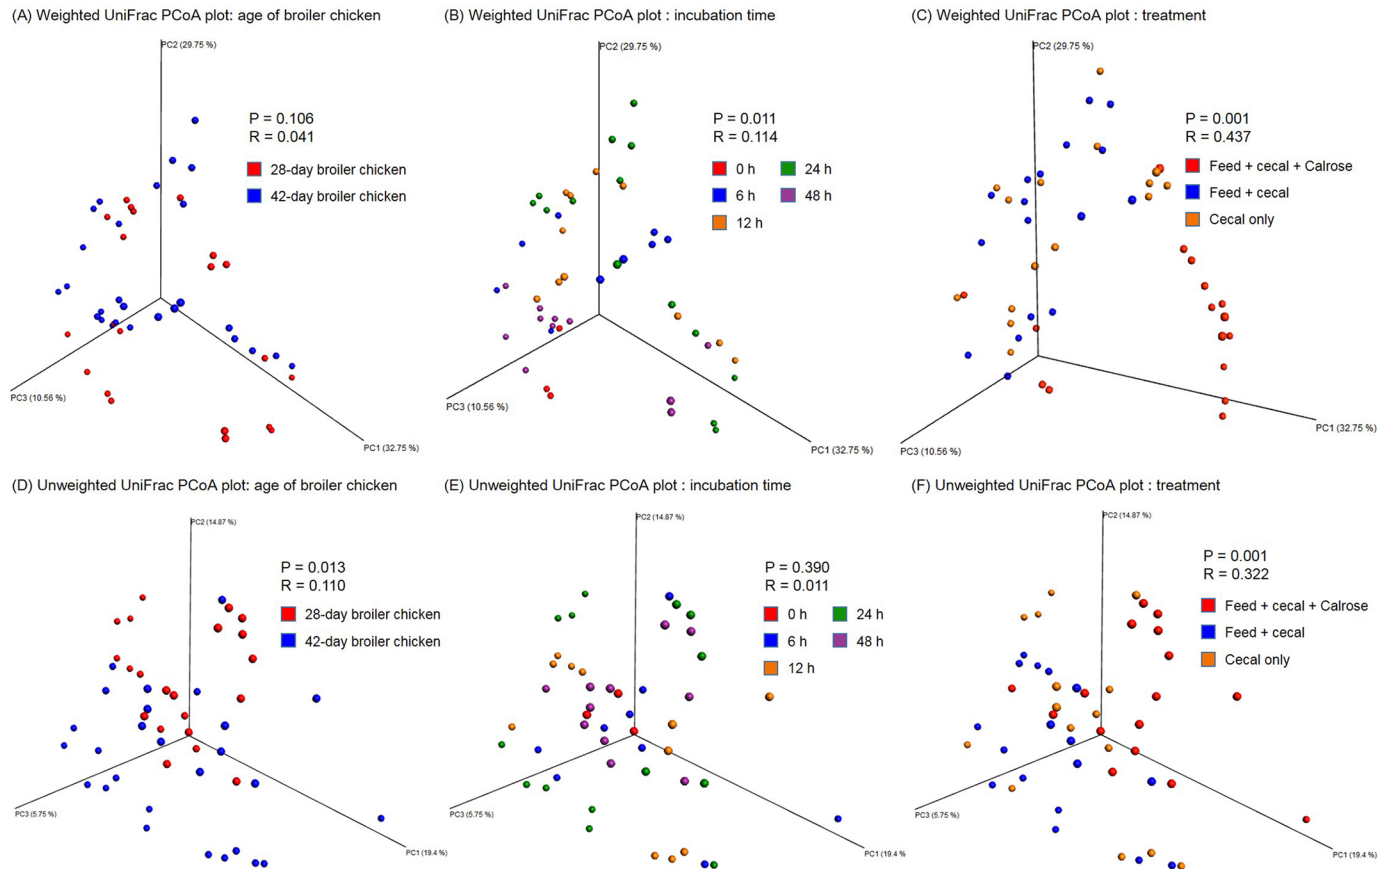 (A) Weighted UniFrac PCoA plot: age of broiler chicken
PC2 (29.75 %)
P = 0.106
R = 0.041
28-day broiler chicken
42-day broiler chicken
PC3 (10.56 %)
PC1 (32.75 %)
(B) Weighted UniFrac PCoA plot : incubation time
PC2 (29.75 %)
P = 0.011
R = 0.114
0 h
24 h
6 h
48 h
12 h
PC3 (10.56 %)
PC1 (32.75 %)
(C) Weighted UniFrac PCoA plot : treatment
PC2 (29.75 %)
P = 0.001
R = 0.437
Feed + cecal + Calrose
Feed + cecal
Cecal only
PC3 (10.56 %)
PC1 (32.75 %)
(D) Unweighted UniFrac PCoA plot: age of broiler chicken
PC2 (14.87 %)
P = 0.013
R = 0.110
28-day broiler chicken
42-day broiler chicken
PC3 (5.75 %)
PC1 (19.4 %)
(E) Unweighted UniFrac PCoA plot : incubation time
PC2 (14.87 %)
P = 0.390
R = 0.011
0 h
24 h
6 h
48 h
12 h
PC3 (5.75 %)
PC1 (19.4 %
(F) Unweighted UniFrac PCoA plot : treatment
PC2 (14.87 %)
P = 0.001
R = 0.322
Feed + cecal + Calrose
Feed + cecal
Cecal only
PC3 (5.75 %)
PC1 (19.4 %)